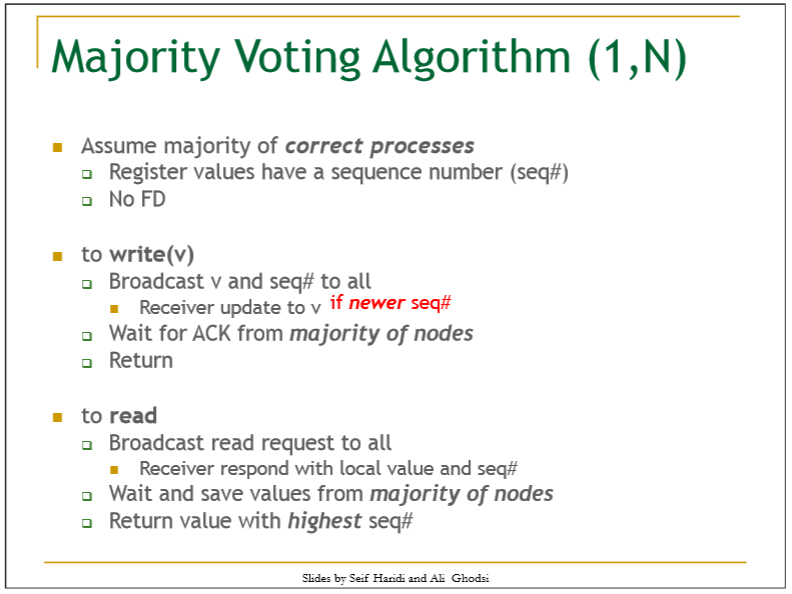 Majority Voting Algorithm (1,N)
Assume majority of correct processes
Register values have a sequence number (seq#)
No FD
to write(v)
Broadcast v and seq# to all
Receiver update to v if newer seq#
Wait for ACK from majority of nodes
Return
to read
Broadcast read request to all
Receiver respond with local value and seq#
Wait and save values from majority of nodes
Return value with highest seq#
Slides by Seif Haridi and Ali Ghodsi